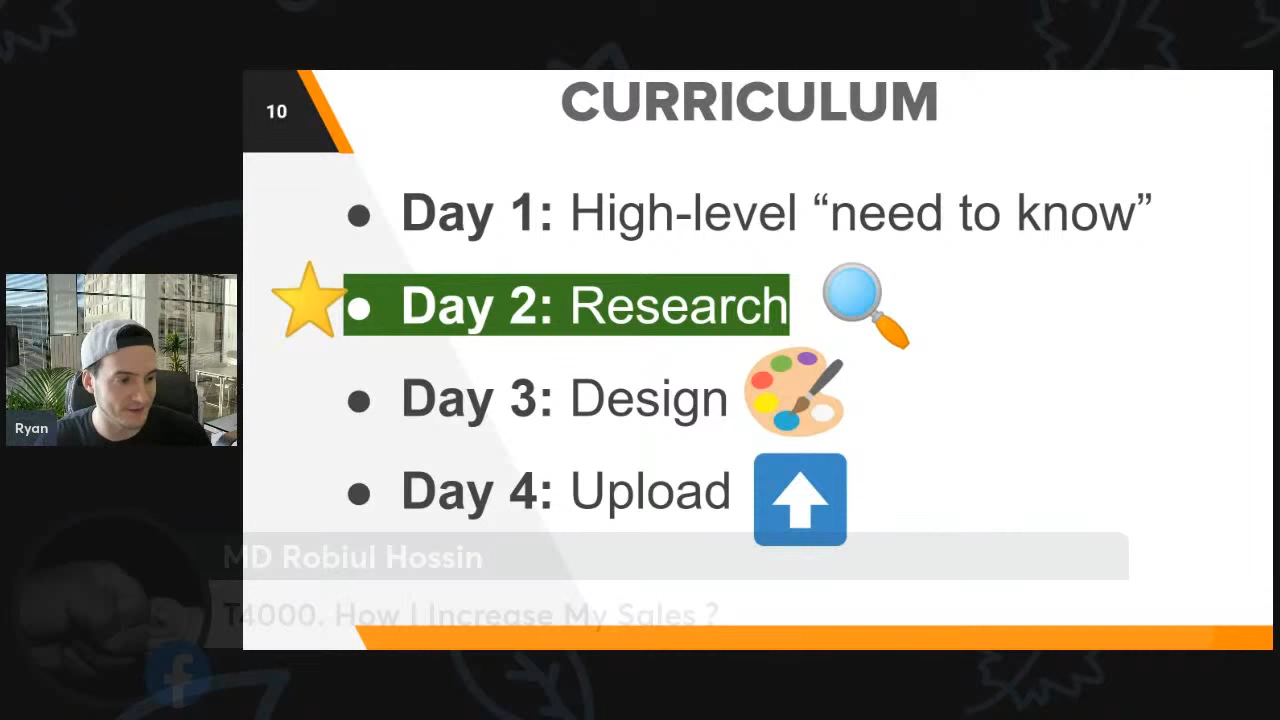 10
CURRICULUM
● Day 1: High-level “need to know”
● Day 2: Research
● Day 3: Design
● Day 4: Upload
Ryan
MD Robiul Hossin
T4000. How I Increase My Sales ?